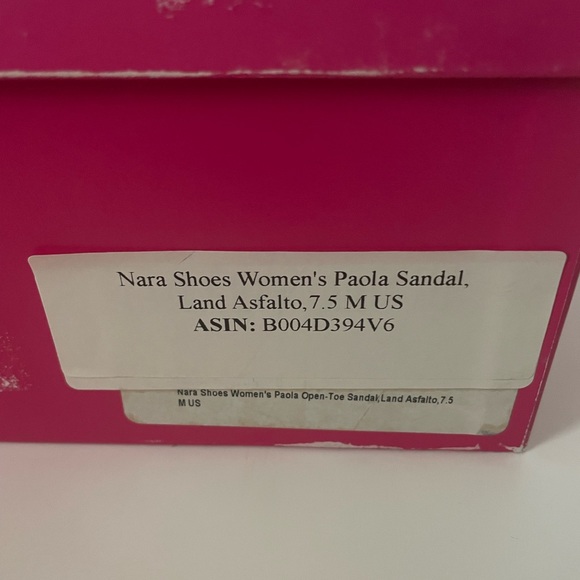 Nara Shoes Women's Paola Sandal,
Land Asfalto,7.5 M US
ASIN: B004D394V6
Nara Shoes Women's Paola Open-Toe Sandal,Land Asfalto,7.5
M US